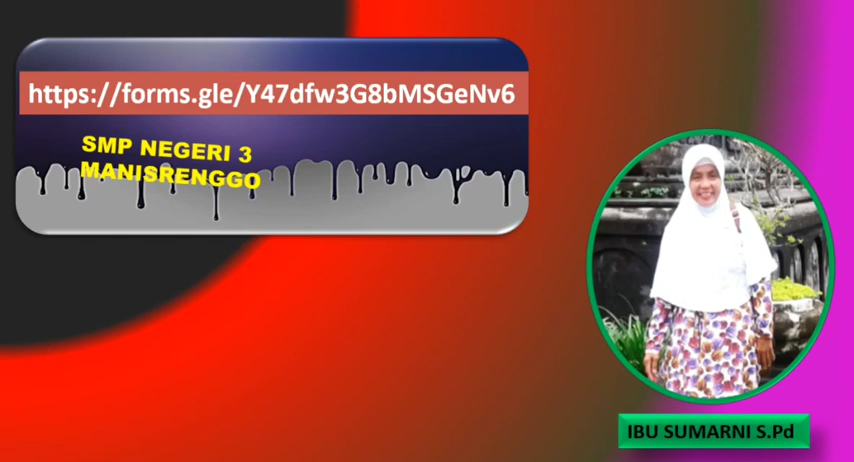 https://forms.gle/Y47dfw3G8bMSGeNv6
SMP NEGERI 3
MANISRENGGO
IBU SUMARNI S.Pd